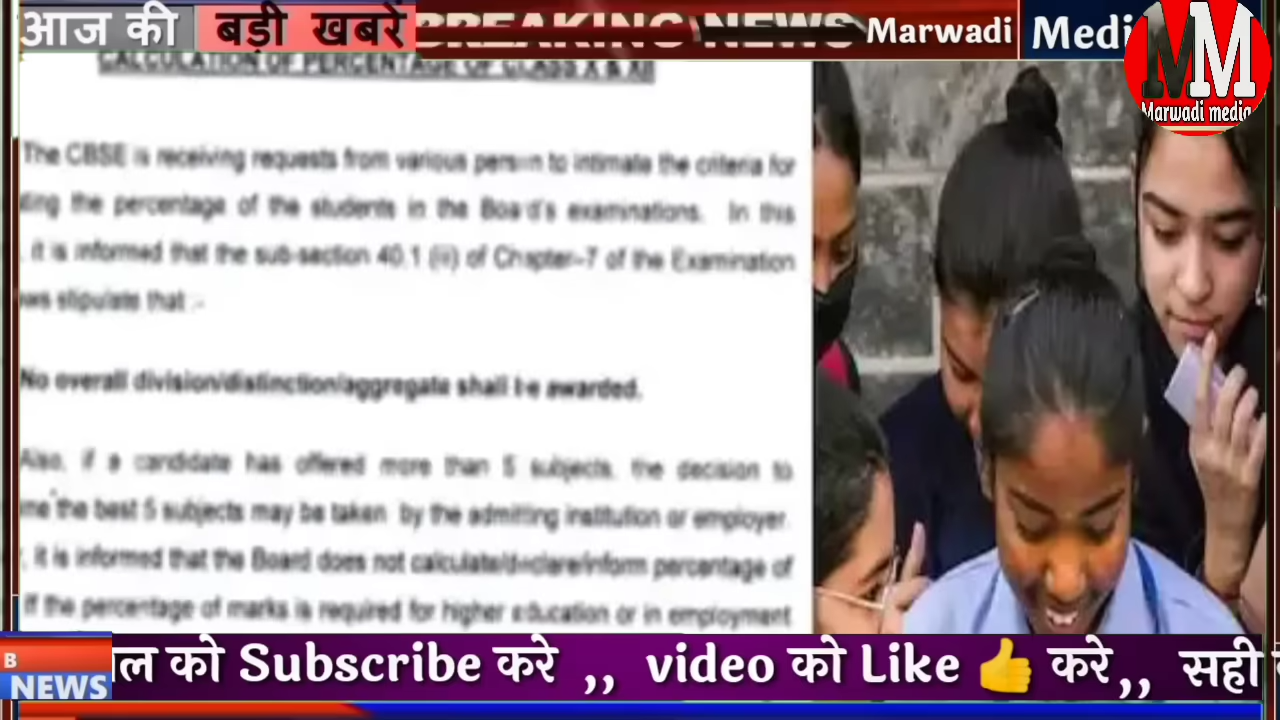 आज की बड़ी खबरें BREAKING NEWS Marwadi Medi
MM
Marwadi media
CALCULATION OF PERCENTAGE OF CLASS X & XI
The CBSE is receiving requests from various person to intimate the criteria for
ting the percentage of the students in the Board's examinations. In this
, it is informed that the sub-section 40.1 (iii) of Chapter-7 of the Examination
ws stipulate that :-
No overall division/distinction/aggregate shall be awarded.
Also, if a candidate has offered more than 5 subjects, the decision to
me the best 5 subjects may be taken by the admitting institution or employer.
, it is informed that the Board does not calculate/declare/inform percentage of
If the percentage of marks is required for higher education or in employment
B
NEWS
ल को Subscribe करे ,, video को Like 👍 करे,, सही